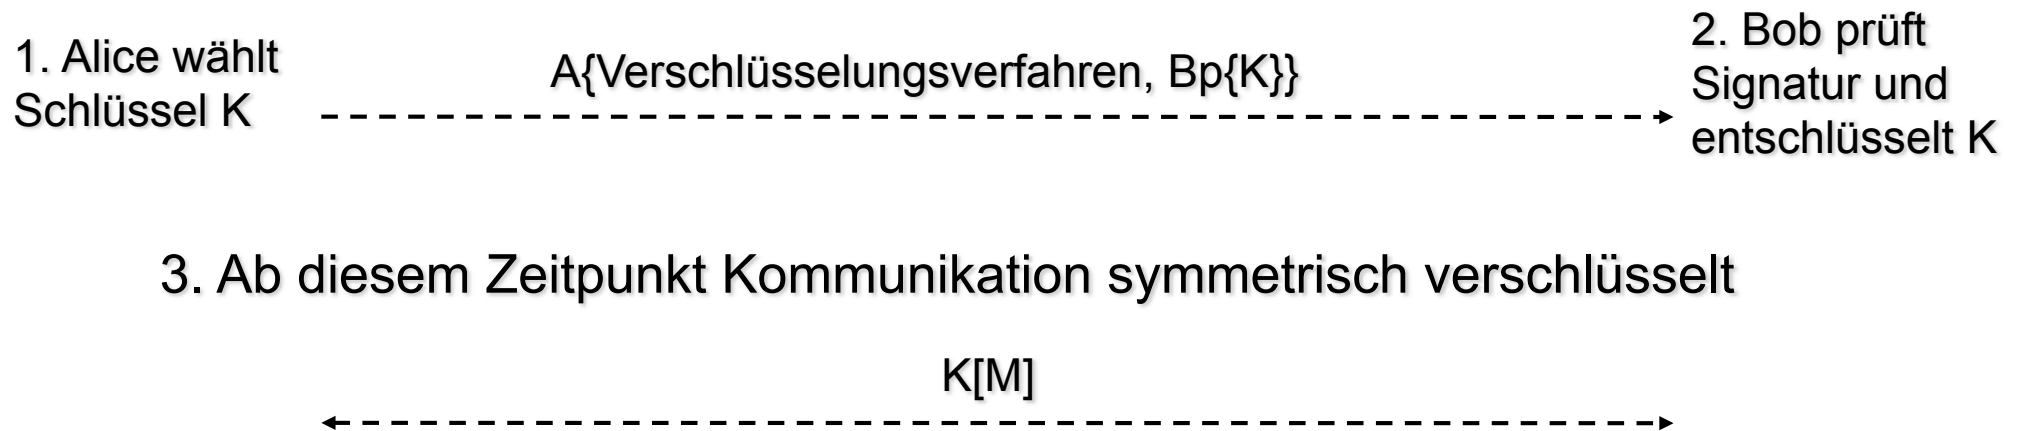 1. Alice wählt
Schlüssel K
A{Verschlüsselungsverfahren, Bp{K}}
2. Bob prüft
Signatur und
entschlüsselt K
3. Ab diesem Zeitpunkt Kommunikation symmetrisch verschlüsselt
K[M]